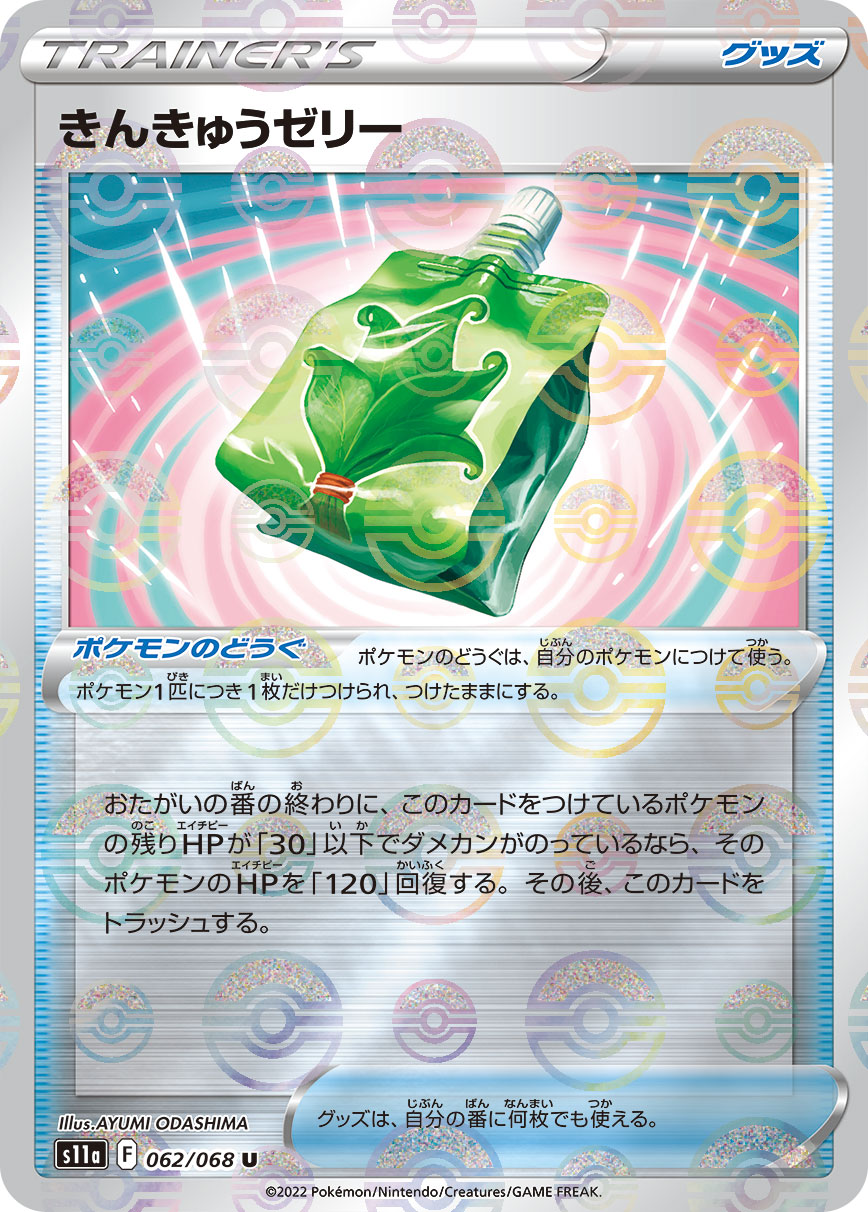 TRAINER'S グッズ
きんきゅうゼリー
ポケモンのどうぐ ポケモンのどうぐは、自分のポケモンにつけて使う。
ポケモン1匹につき1枚だけつけられ、つけたままにする。
おたがいの番の終わりに、このカードをつけているポケモン
の残りHPが「30」以下でダメカンがのっているなら、その
ポケモンのHPを「120」回復する。その後、このカードを
トラッシュする。
グッズは、自分の番に何枚でも使える。
Illus.AYUMI ODASHIMA
s11a F 062/068 U
©2022 Pokémon/Nintendo/Creatures/GAME FREAK.